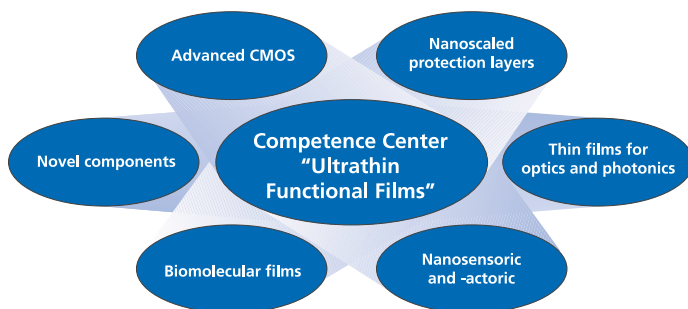 Advanced CMOS
Nanoscaled
protection layers
Novel components
Competence Center
“Ultrathin
Functional Films”
Thin films for
optics and photonics
Biomolecular films
Nanosensoric
and -actoric